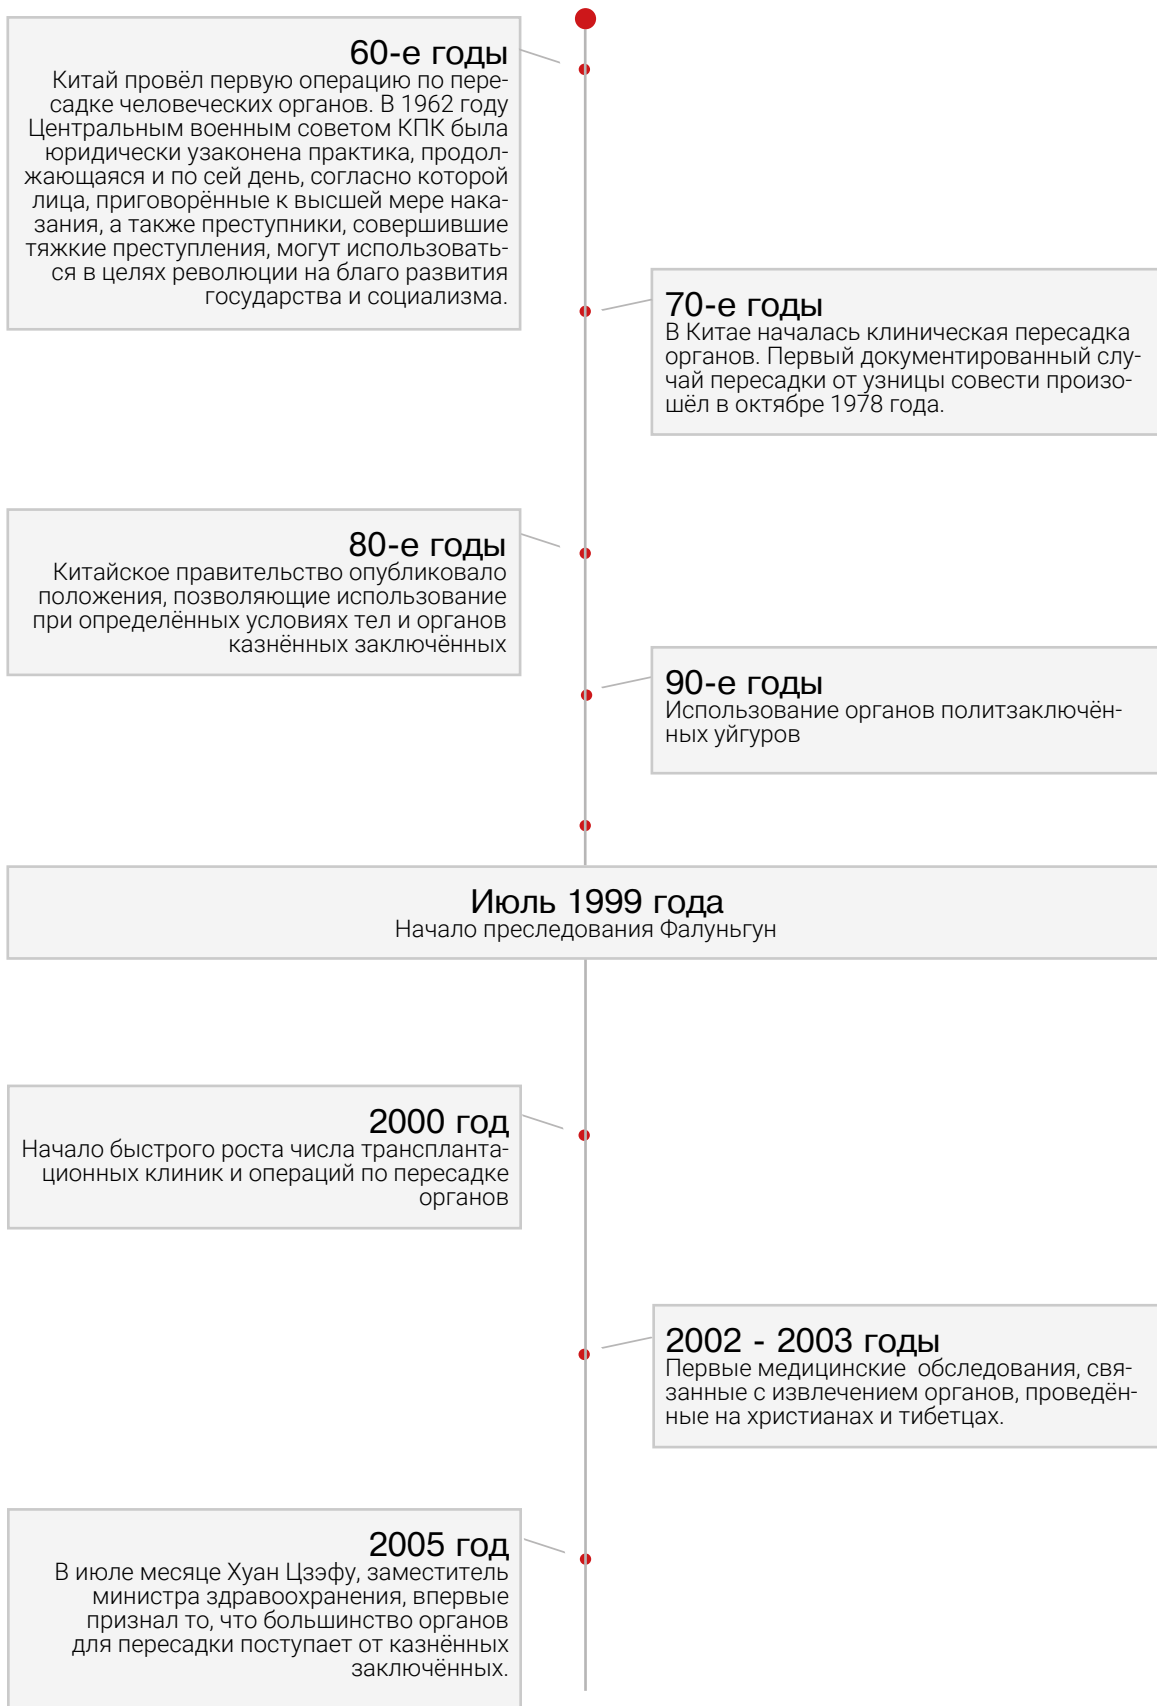 60-е годы
Китай провёл первую операцию по пере-
садке человеческих органов. В 1962 году
Центральным военным советом КПК была
юридически узаконена практика, продол-
жающаяся и по сей день, согласно которой
лица, приговорённые к высшей мере нака-
зания, а также преступники, совершившие
тяжкие преступления, могут использовать-
ся в целях революции на благо развития
государства и социализма.
70-е годы
В Китае началась клиническая пересадка
органов. Первый документированный слу-
чай пересадки от узницы совести произо-
шёл в октябре 1978 года.
80-е годы
Китайское правительство опубликовало
положения, позволяющие использование
при определённых условиях тел и органов
казнённых заключённых
90-е годы
Использование органов политзаключён-
ных уйгуров
Июль 1999 года
Начало преследования Фалуньгун
2000 год
Начало быстрого роста числа трансплант-
ационных клиник и операций по пересадке
органов
2002 - 2003 годы
Первые медицинские  обследования, свя-
занные с извлечением органов, проведён-
ные на христианах и тибетцах.
2005 год
В июле месяце Хуан Цзэфу, заместитель
министра здравоохранения, впервые
признал то, что большинство органов
для пересадки поступает от казнённых
заключённых.